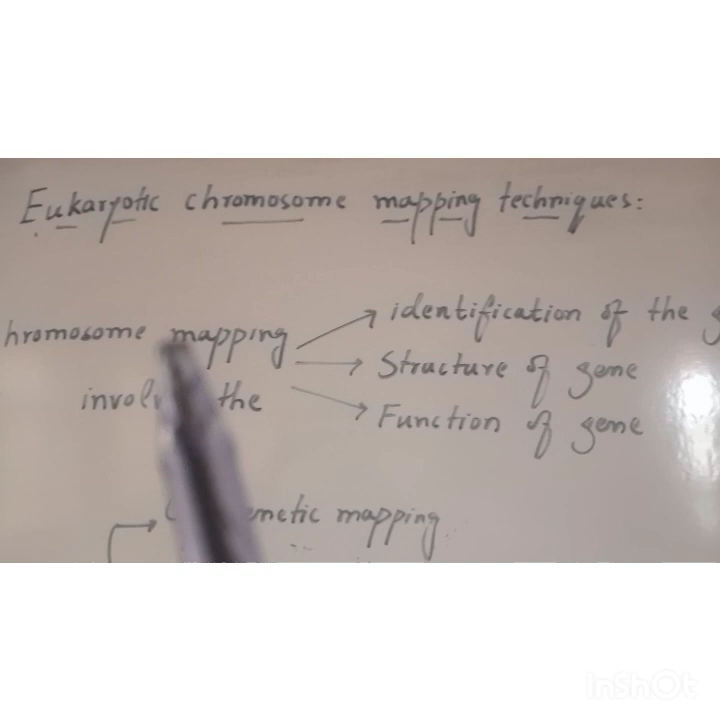 Eukaryotic chromosome mapping techniques:
hromosome mapping
involv the
identification of the g
Structure of gene
Function of gene
netic mapping
InShOt